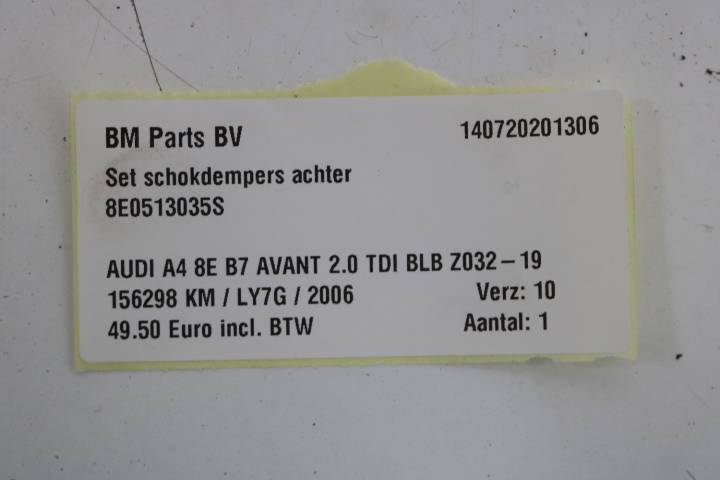 BM Parts BV 140720201306
Set schokdempers achter
8E0513035S
AUDI A4 8E B7 AVANT 2.0 TDI BLB Z032-19
156298 KM / LY7G / 2006 Verz: 10
49.50 Euro incl. BTW Aantal: 1